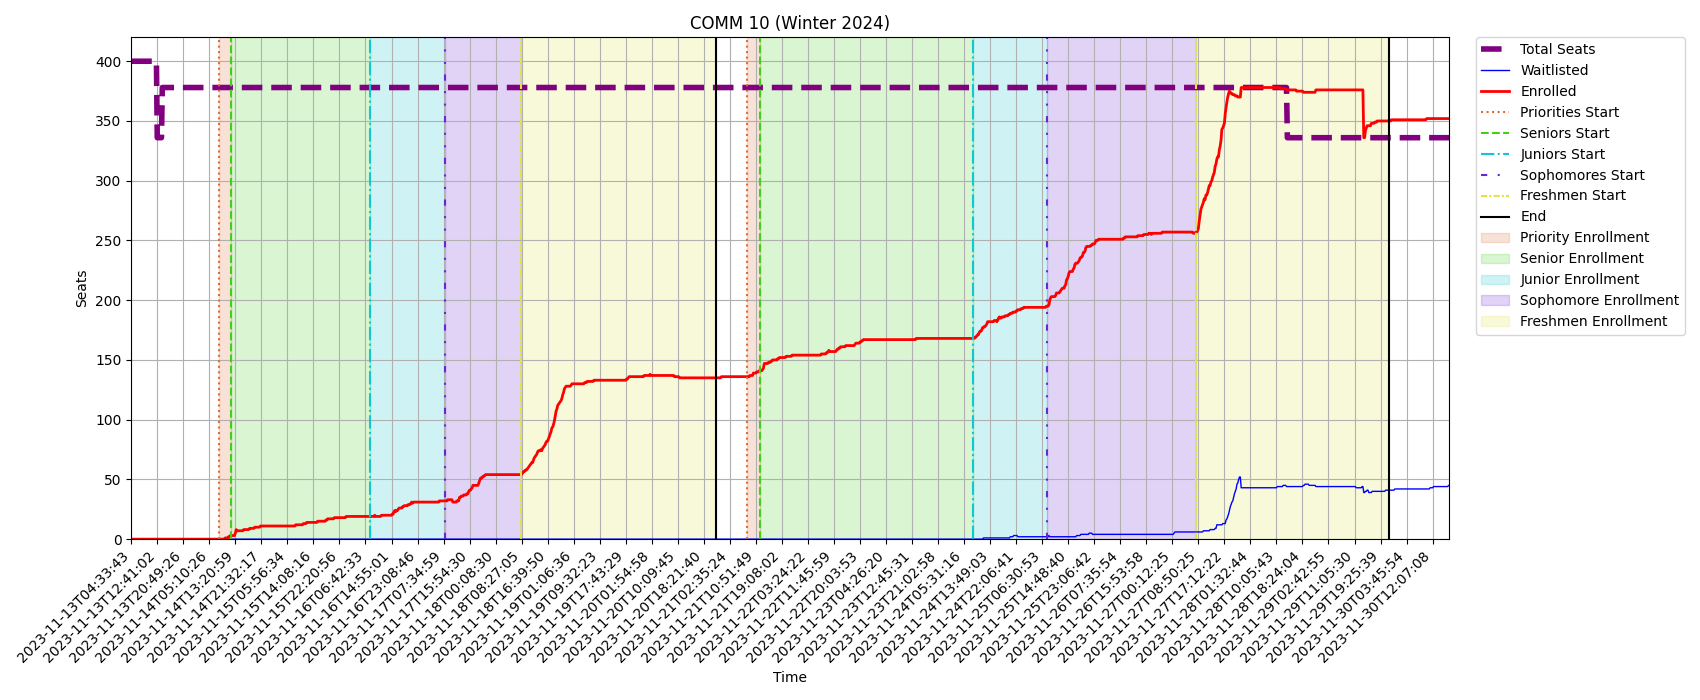 COMM 10 (Winter 2024)
Seats
400
350
300
250
200
150
100
50
0
2023-11-13T04:33:43
2023-11-13T12:41:02
2023-11-13T20:49:26
2023-11-14T05:10:26
2023-11-14T13:20:59
2023-11-14T21:32:17
2023-11-15T05:56:34
2023-11-15T14:08:16
2023-11-15T22:20:56
2023-11-16T06:42:33
2023-11-16T14:55:01
2023-11-16T23:08:46
2023-11-17T07:34:59
2023-11-17T15:54:30
2023-11-18T00:08:30
2023-11-18T08:27:05
2023-11-18T16:39:50
2023-11-19T01:06:36
2023-11-19T09:32:23
2023-11-19T17:43:29
2023-11-20T01:54:58
2023-11-20T10:09:45
2023-11-20T18:21:40
2023-11-21T02:35:24
2023-11-21T10:51:49
2023-11-21T19:08:02
2023-11-22T03:24:22
2023-11-22T11:45:59
2023-11-22T20:03:53
2023-11-23T04:26:20
2023-11-23T12:45:31
2023-11-23T21:02:58
2023-11-24T05:31:16
2023-11-24T13:49:03
2023-11-24T22:06:41
2023-11-25T06:30:53
2023-11-25T14:48:40
2023-11-25T23:06:42
2023-11-26T07:35:54
2023-11-26T15:53:58
2023-11-27T00:12:25
2023-11-27T08:50:25
2023-11-27T17:12:22
2023-11-28T01:32:44
2023-11-28T10:05:43
2023-11-28T18:24:04
2023-11-29T02:42:55
2023-11-29T11:05:30
2023-11-29T19:25:39
2023-11-30T03:45:54
2023-11-30T12:07:08
Time
Total Seats
Waitlisted
Enrolled
Priorities Start
Seniors Start
Juniors Start
Sophomores Start
Freshmen Start
End
Priority Enrollment
Senior Enrollment
Junior Enrollment
Sophomore Enrollment
Freshmen Enrollment